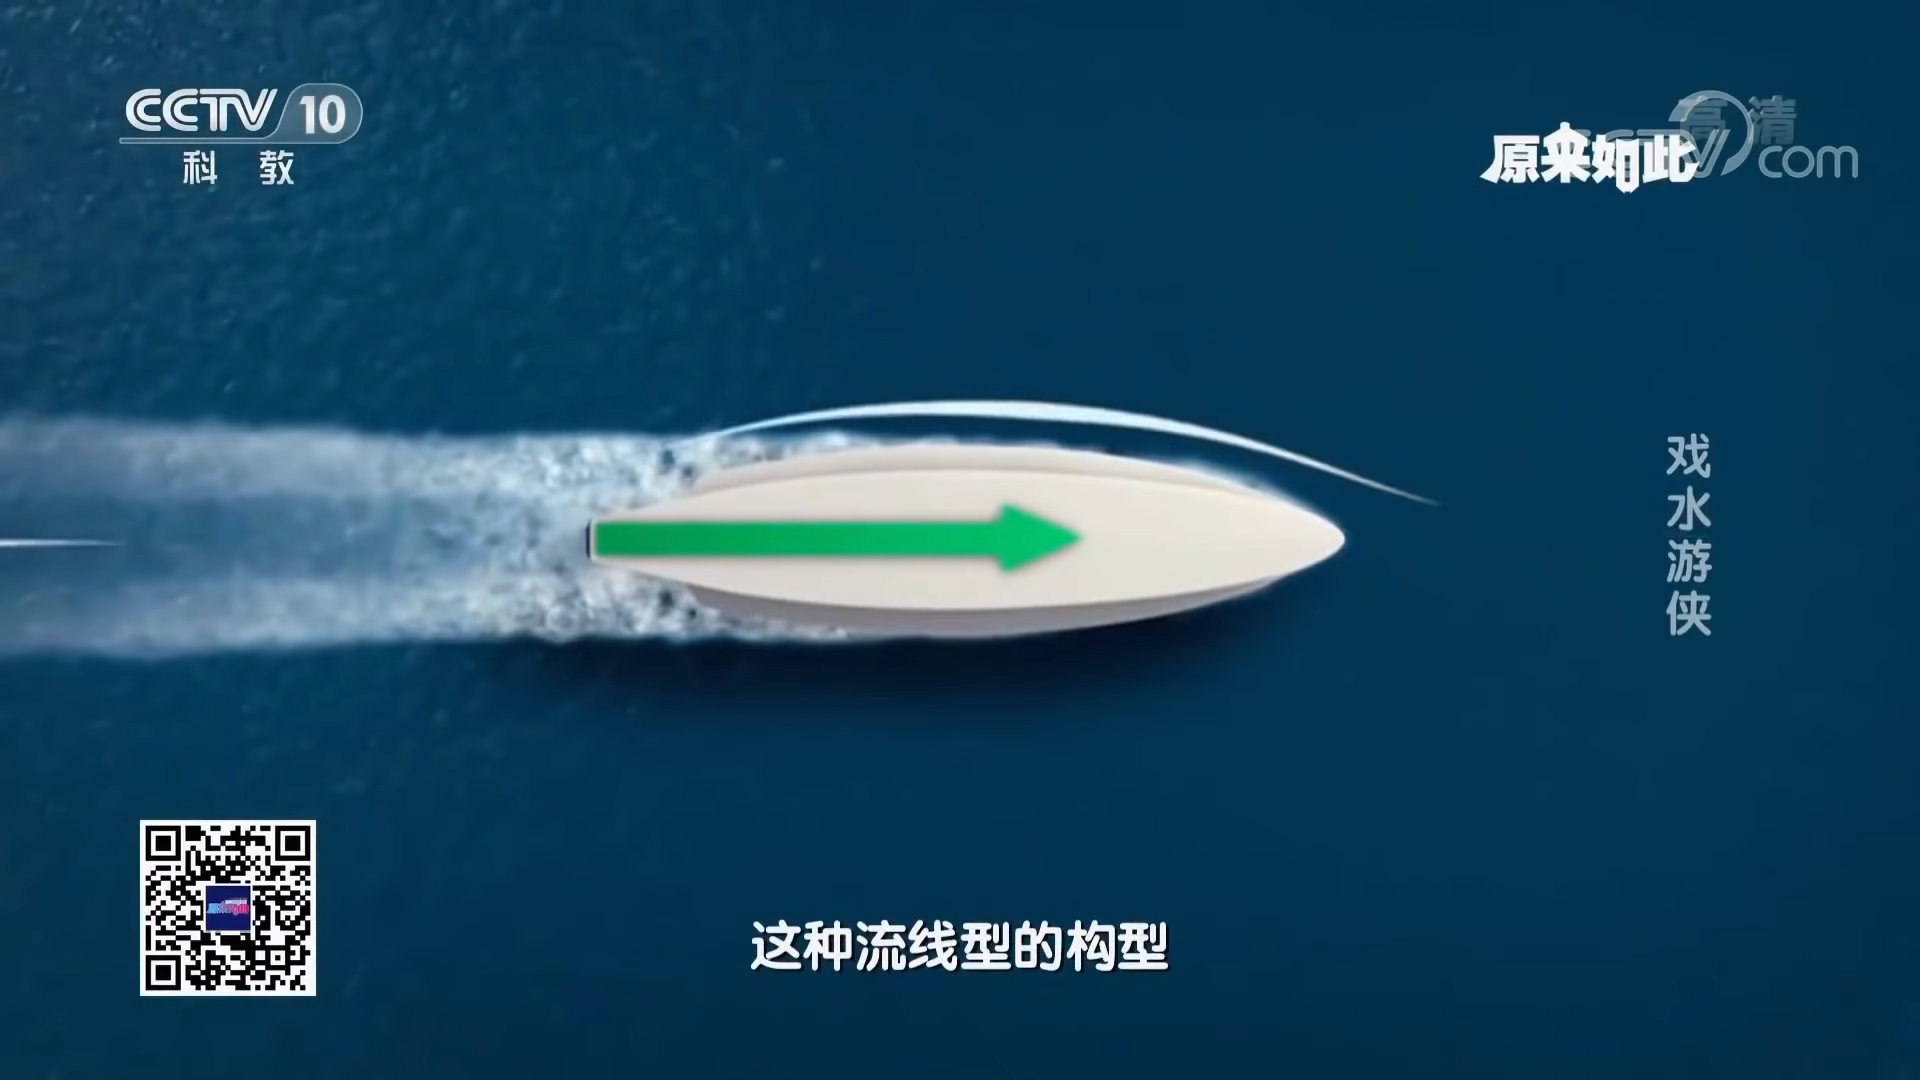 CCTV 10
科 教
高清
原来如此
com
戏水游侠
这种流线型的构型